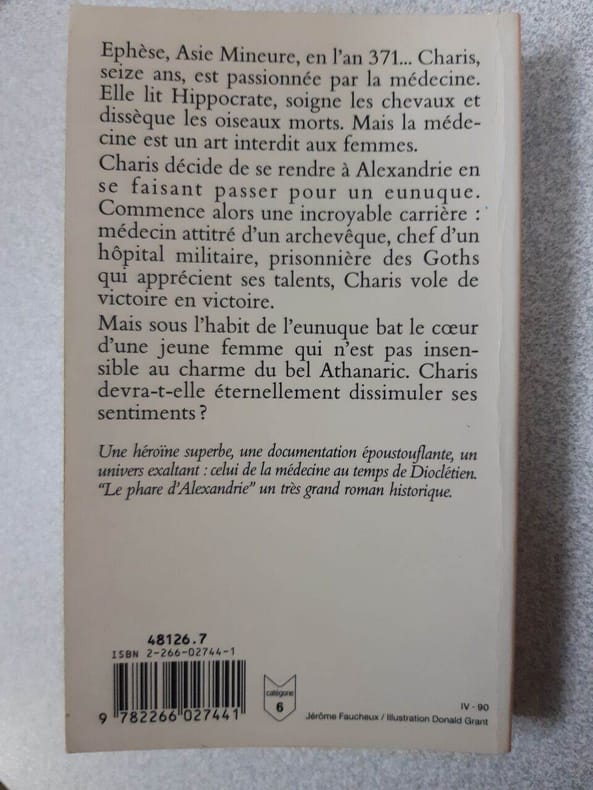 Ephèse, Asie Mineure, en l'an 371... Charis,
seize ans, est passionnée par la médecine.
Elle lit Hippocrate, soigne les chevaux et
dissèque les oiseaux morts. Mais la méde-
cine est un art interdit aux femmes.
Charis décide de se rendre à Alexandrie en
se faisant passer pour un eunuque.
Commence alors une incroyable carrière :
médecin attitré d'un archevêque, chef d'un
hôpital militaire, prisonnière des Goths
qui apprécient ses talents, Charis vole de
victoire en victoire.
Mais sous l'habit de l'eunuque bat le cœur
d'une jeune femme qui n'est pas insen-
sible au charme du bel Athanaric. Charis
devra-t-elle éternellement dissimuler ses
sentiments ?
Une héroïne superbe, une documentation époustouflante, un
univers exaltant : celui de la médecine au temps de Dioclétien.
"Le phare d'Alexandrie" un très grand roman historique.
48126.7
ISBN 2-266-02744-1
9 782266 027441
catégorie
6
IV - 90
Jérôme Faucheux / Illustration Donald Grant